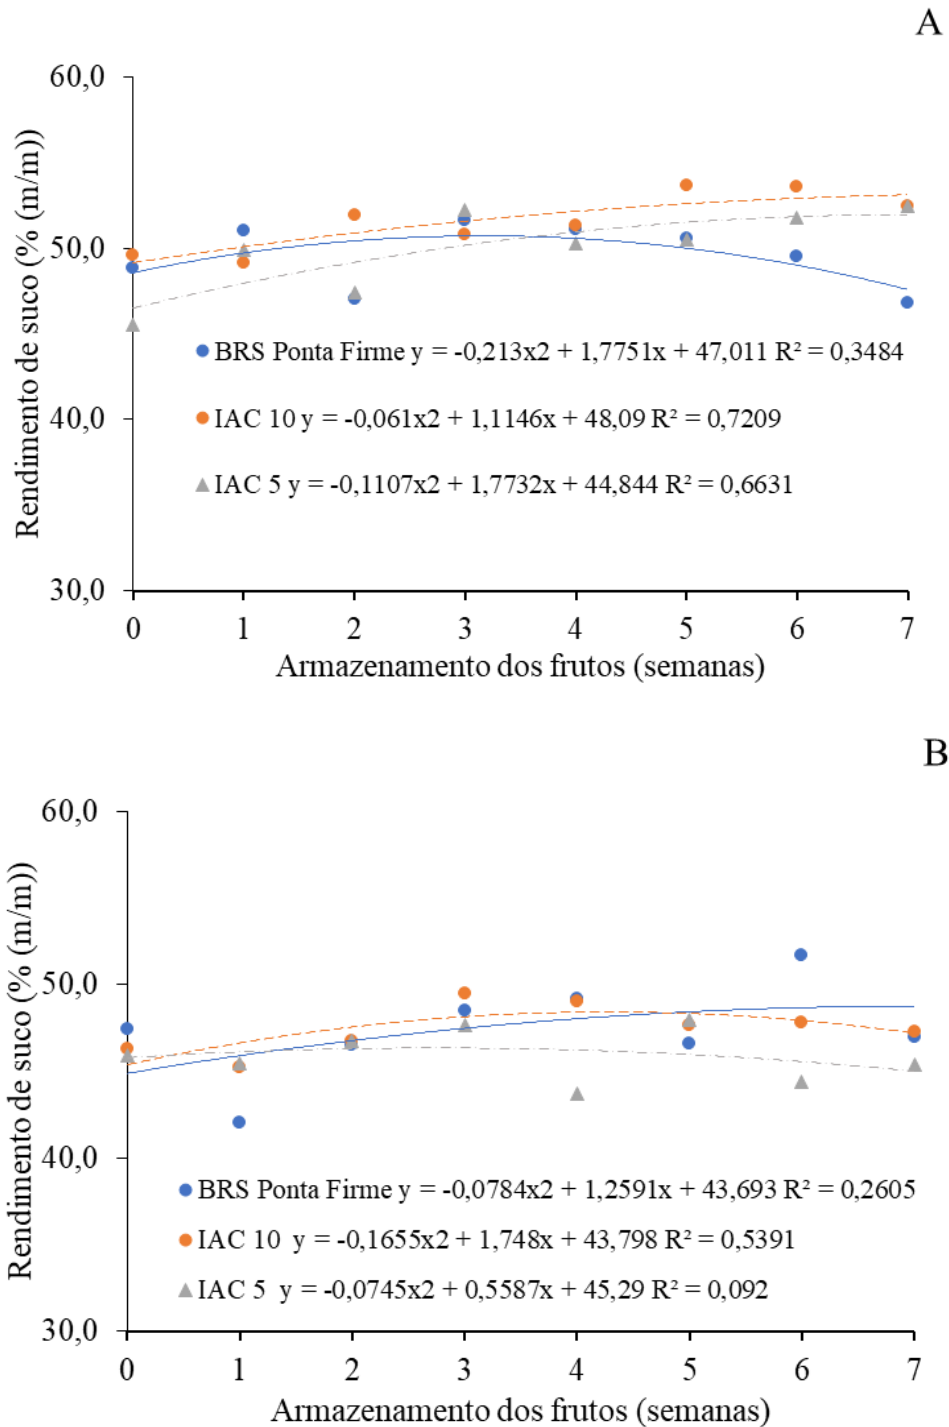 A
60,0
50,0
40,0
30,0
Rendimento de suco (% (m/m))
BRS Ponta Firme y = -0,213x2 + 1,7751x + 47,011 R² = 0,3484
IAC 10 y = -0,061x2 + 1,1146x + 48,09 R² = 0,7209
IAC 5 y = -0,1107x2 + 1,7732x + 44,844 R² = 0,6631
0 1 2 3 4 5 6 7
Armazenamento dos frutos (semanas)
B
60,0
50,0
40,0
30,0
Rendimento de suco (% (m/m))
BRS Ponta Firme y = -0,0784x2 + 1,2591x + 43,693 R² = 0,2605
IAC 10 y = -0,1655x2 + 1,748x + 43,798 R² = 0,5391
IAC 5 y = -0,0745x2 + 0,5587x + 45,29 R² = 0,092
0 1 2 3 4 5 6 7
Armazenamento dos frutos (semanas)